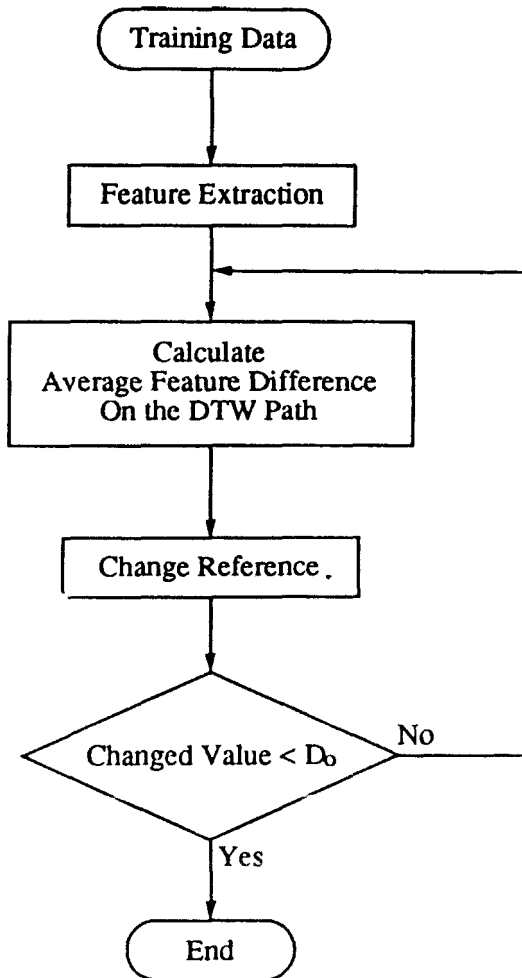 Training Data
Feature Extraction
Calculate
Average Feature Difference
On the DTW Path
Change Reference .
Changed Value < Do
No
Yes
End